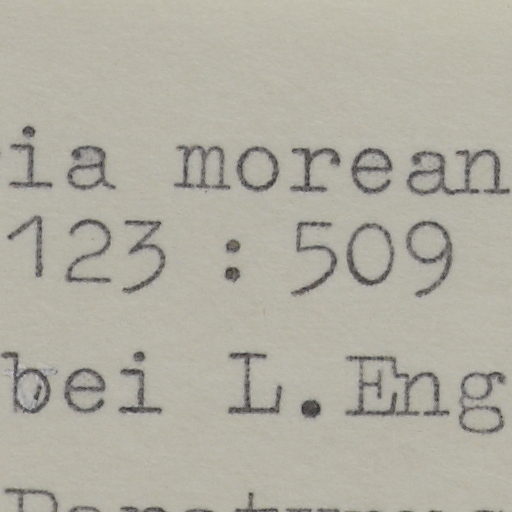 ia morean
123 : 509
bei L.Eng